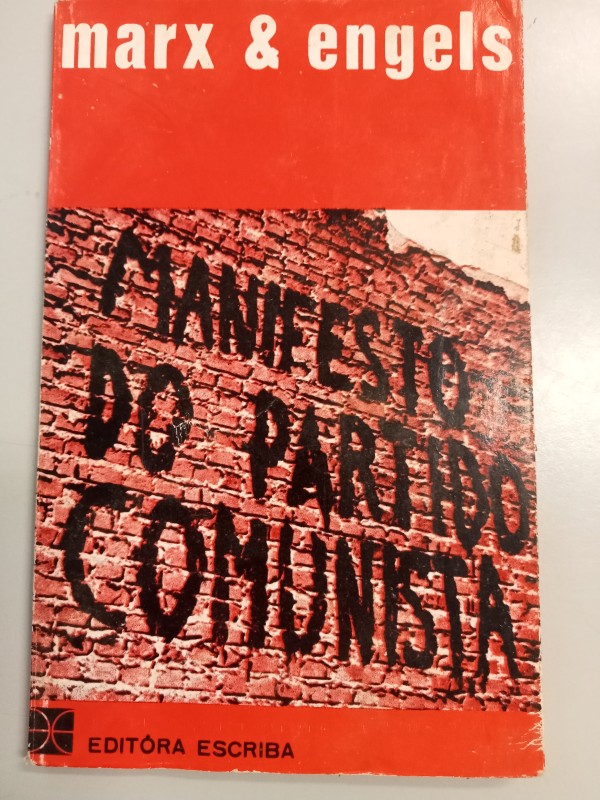 marx & engels
MANIFESTO
DO PARTIDO
COMUNISTA
EDITÔRA ESCRIBA